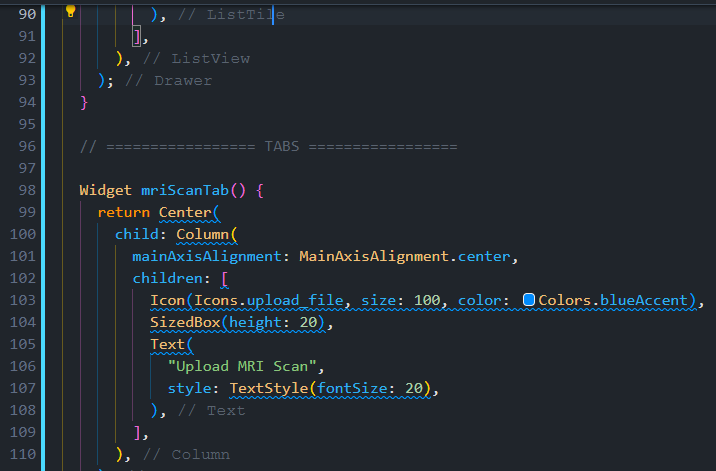 90 ), // ListTile
91 ],
92 ), // ListView
93 ); // Drawer
94 }
95
96 // ================= TABS =================
97
98 Widget mriScanTab() {
99 return Center(
100 child: Column(
101 mainAxisAlignment: MainAxisAlignment.center,
102 children: [
103 Icon(Icons.upload_file, size: 100, color: Colors.blueAccent),
104 SizedBox(height: 20),
105 Text(
106 "Upload MRI Scan",
107 style: TextStyle(fontSize: 20),
108 ), // Text
109 ],
110 ), // Column